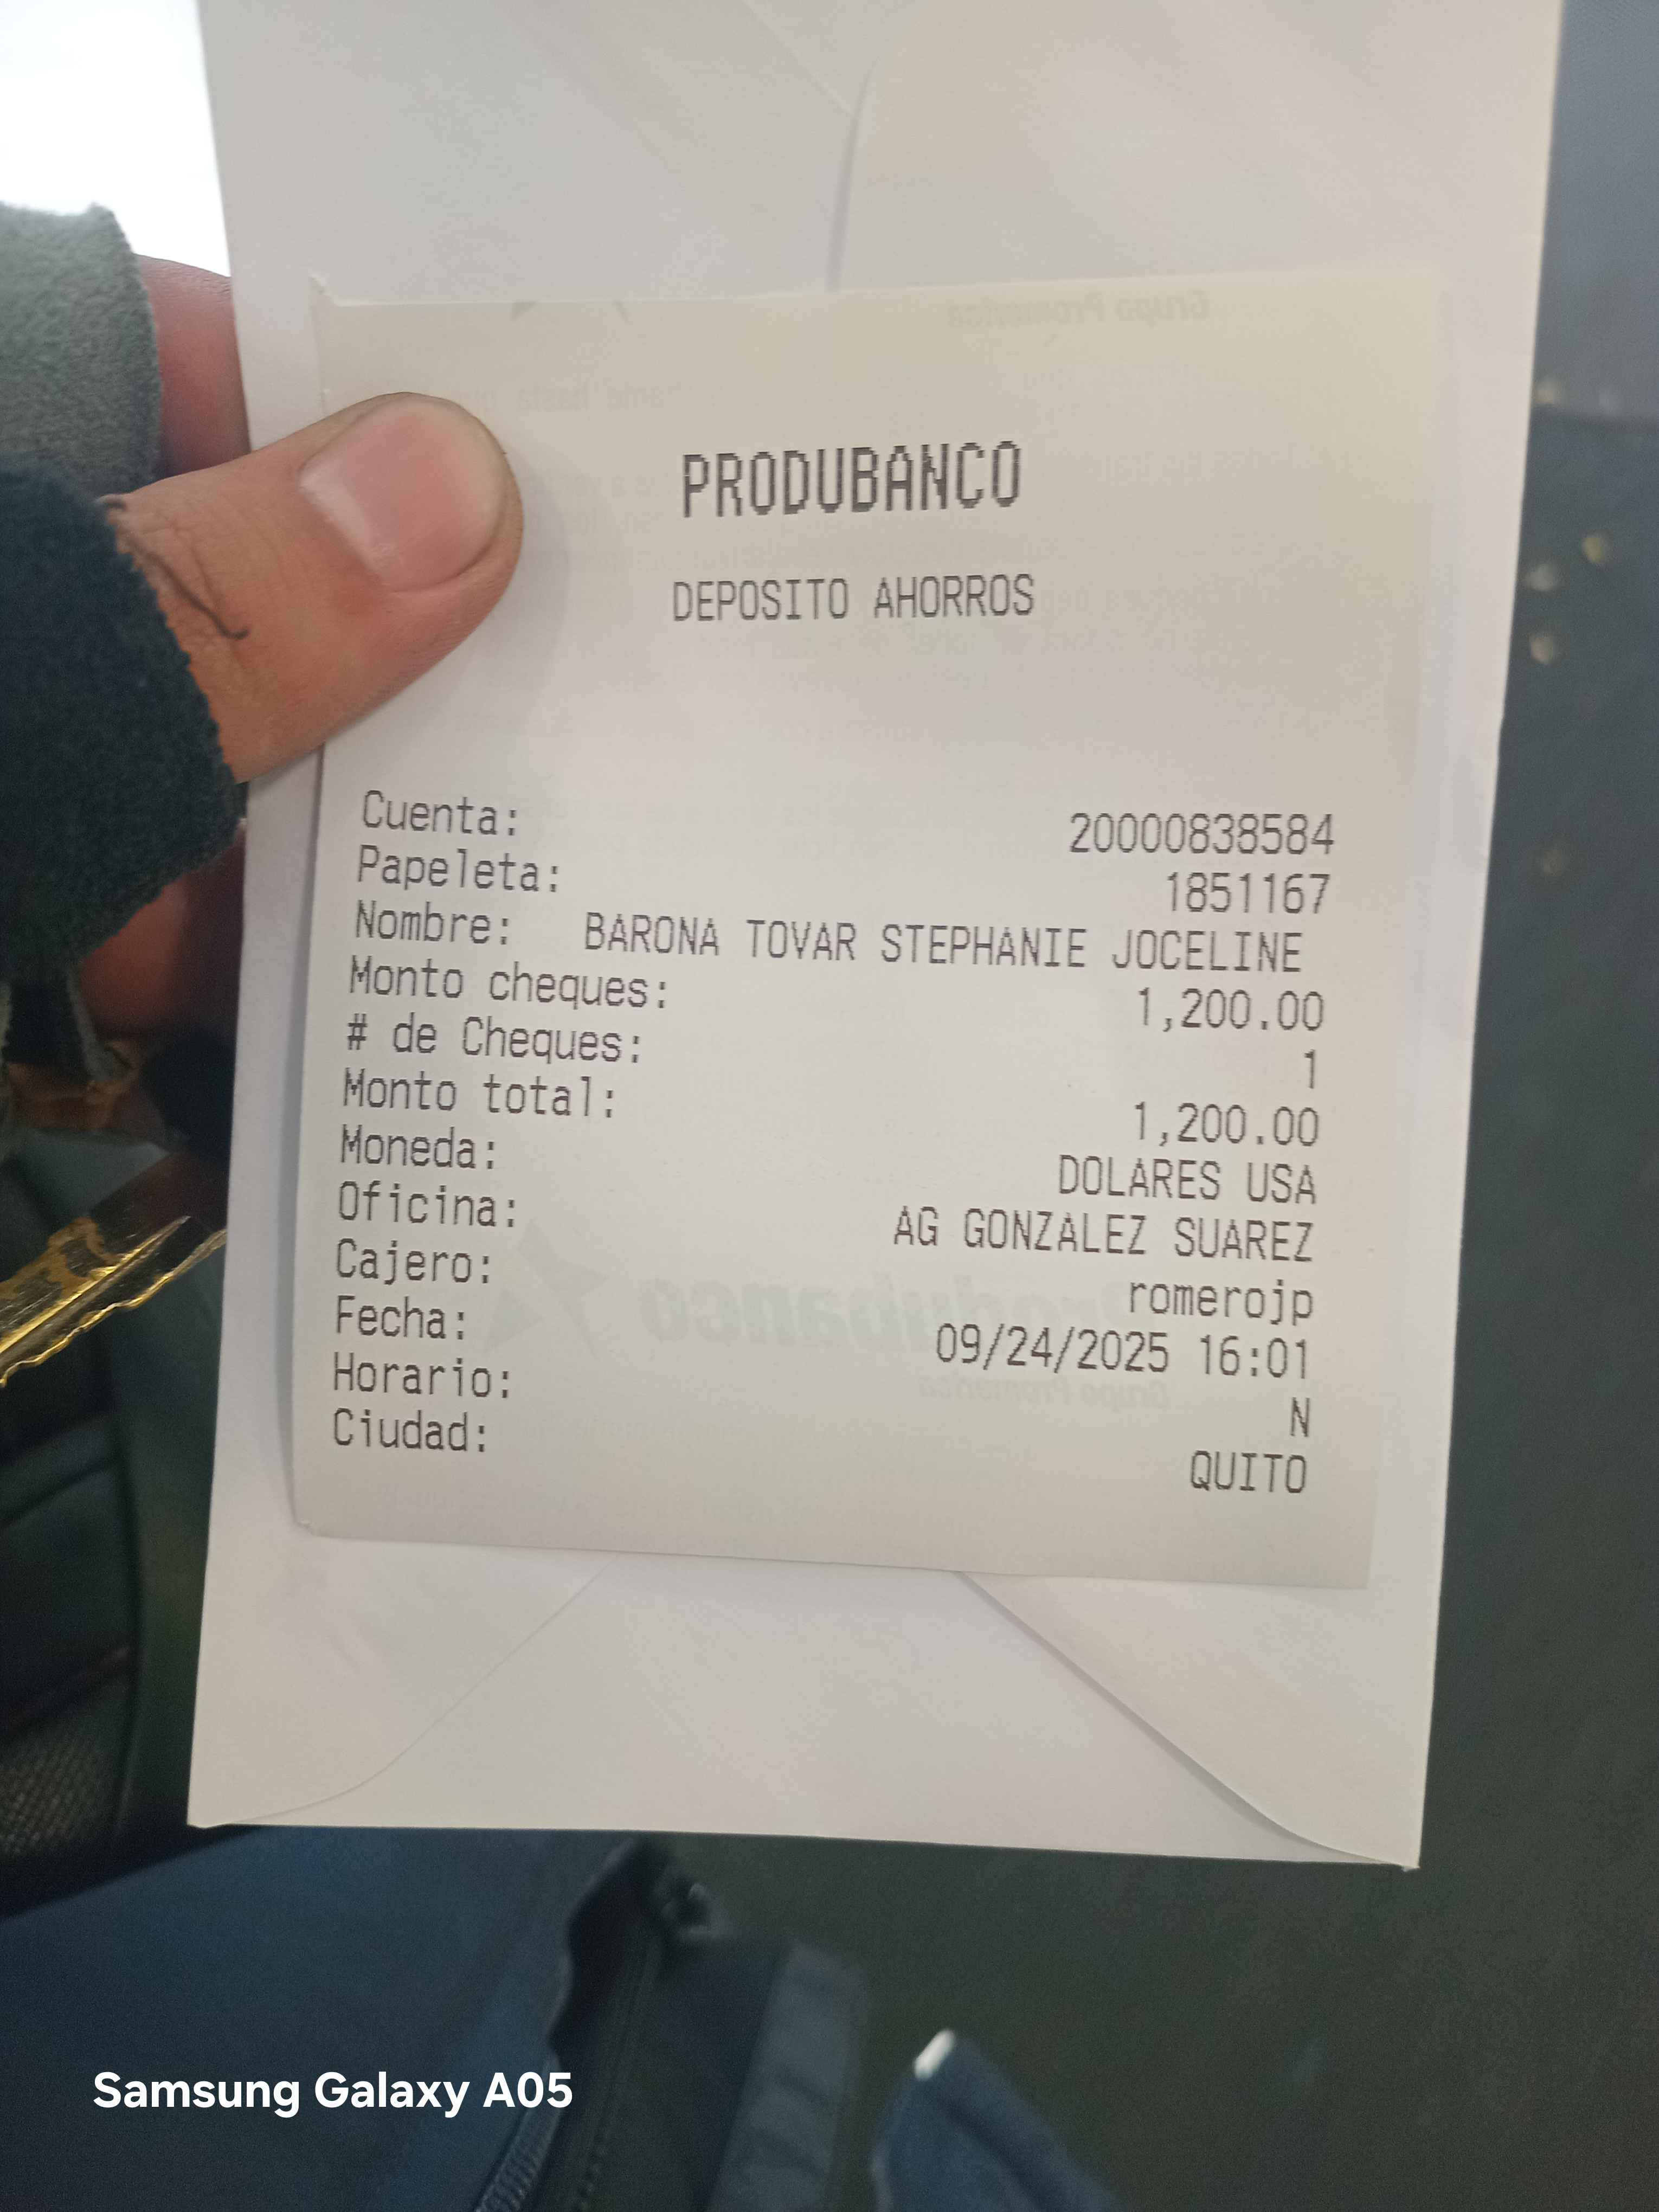 PRODUBANCO
DEPOSITO AHORROS
Cuenta: 20000838584
Papeleta: 1851167
Nombre: BARONA TOVAR STEPHANIE JOCELINE
Monto cheques: 1,200.00
# de Cheques: 1
Monto total: 1,200.00
Moneda: DOLARES USA
Oficina: AG GONZALEZ SUAREZ
Cajero: romerojp
Fecha: 09/24/2025 16:01
Horario: N
Ciudad: QUITO
Samsung Galaxy A05